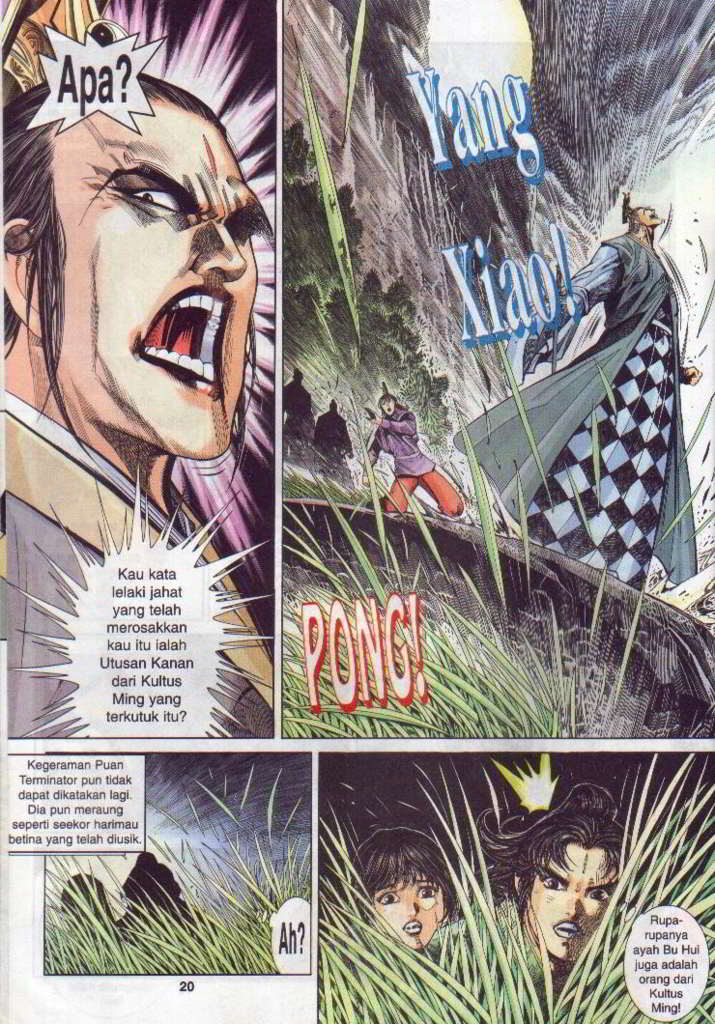 Apa?
Kau kata
lelaki jahat
yang telah
merosakkan
kau itu ialah
Utusan Kanan
dari Kultus
Ming yang
terkutuk itu?
Yang
Xiao!
PONG!
Kegeraman Puan
Terminator pun tidak
dapat dikatakan lagi.
Dia pun meraung
seperti seekor harimau
betina yang telah diusik.
Ah?
Rupa-
rupanya
ayah Bu Hui
juga adalah
orang dari
Kultus
Ming!
20